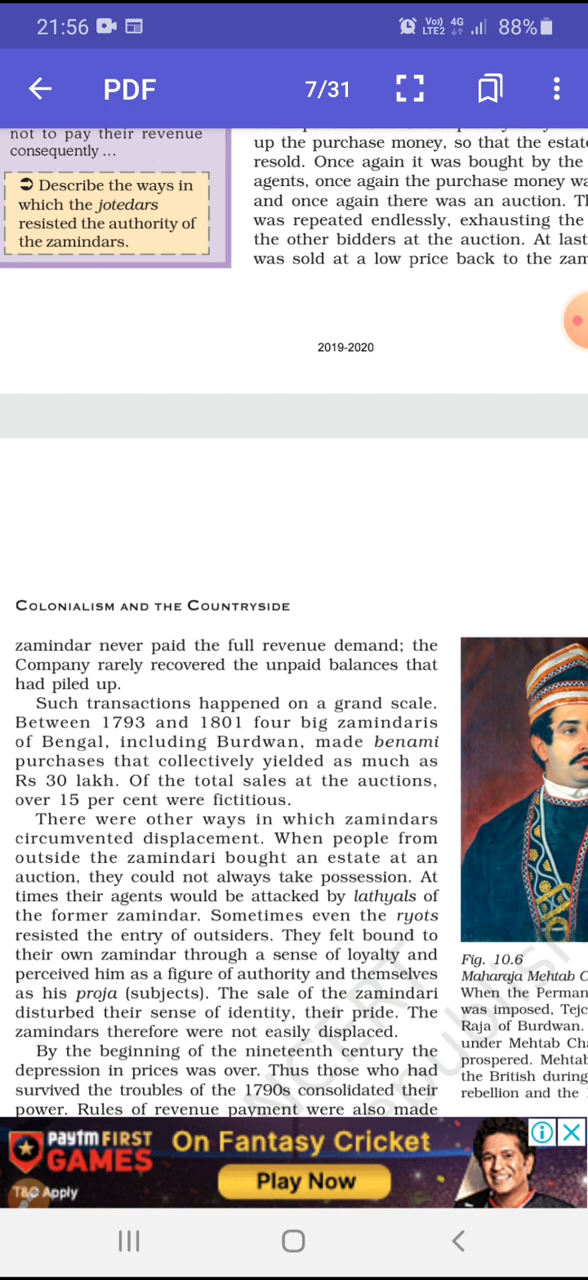 21:56
Vo)) 4G
LTE2
88%
PDF
7/31
not to pay their revenue
consequently ...
➲ Describe the ways in
which the jotedars
resisted the authority of
the zamindars.
up the purchase money, so that the estate
resold. Once again it was bought by the
agents, once again the purchase money
and once again there was an auction.
was repeated endlessly, exhausting the
the other bidders at the auction. At last
was sold at a low price back to the
2019-2020
COLONIALISM AND THE COUNTRYSIDE
zamindar never paid the full revenue demand; the
Company rarely recovered the unpaid balances that
had piled up.
Such transactions happened on a grand scale.
Between 1793 and 1801 four big zamindaris
of Bengal, including Burdwan, made benami
purchases that collectively yielded as much as
Rs 30 lakh. Of the total sales at the auctions,
over 15 per cent were fictitious.
There were other ways in which zamindars
circumvented displacement. When people from
outside the zamindari bought an estate at an
auction, they could not always take possession. At
times their agents would be attacked by lathyals of
the former zamindar. Sometimes even the ryots
resisted the entry of outsiders. They felt bound to
their own zamindar through a sense of loyalty and
perceived him as a figure of authority and themselves
as his proja (subjects). The sale of the zamindari
disturbed their sense of identity, their pride. The
zamindars therefore were not easily displaced.
By the beginning of the nineteenth century the
depression in prices was over. Thus those who had
survived the troubles of the 1790s consolidated their
power. Rules of revenue payment were also made
Fig. 10.6
Maharaja Mehtab C
When the Perman
was imposed, Tejc
Raja of Burdwan.
under Mehtab Cha
prospered. Mehtab
the British during
rebellion and the
NCERT
republish
paytm FIRST
GAMES
T&C Apply
On Fantasy Cricket
Play Now